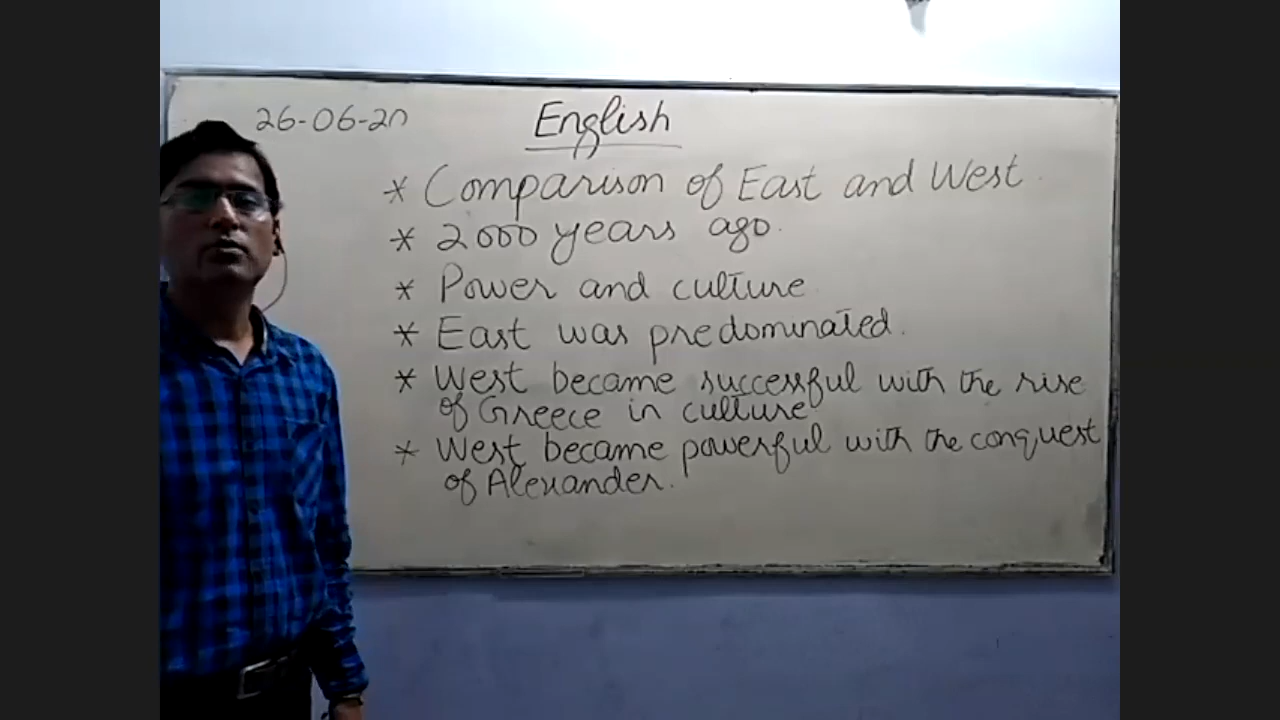 26-06-20
English
* Comparison of East and West.
* 2000 years ago.
* Power and culture.
* East was predominated.
* West became successful with the rise
of Greece in culture
* West became powerful with the conquest
of Alexander.